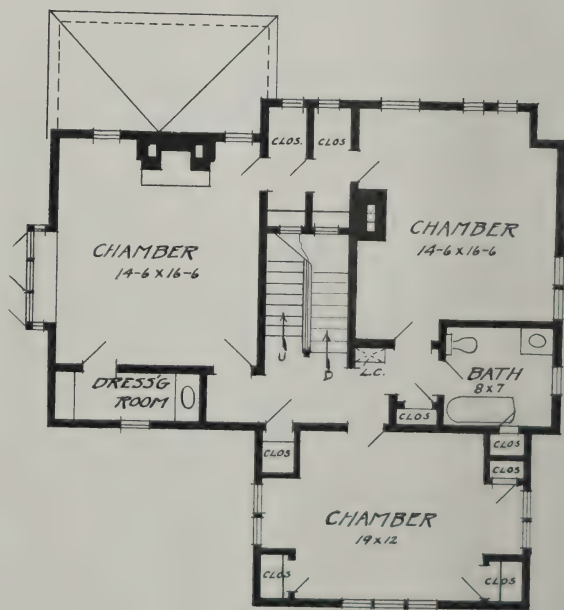 CLOS.
CLOS
CHAMBER
14-6 X 16-6
CHAMBER
14-6 X 16-6
U
D
L.C.
DRESS'G
ROOM
BATH
8 X 7
CLOS
CLOS
CLOS
CLOS
CHAMBER
19 X 12
CLOS
CLOS